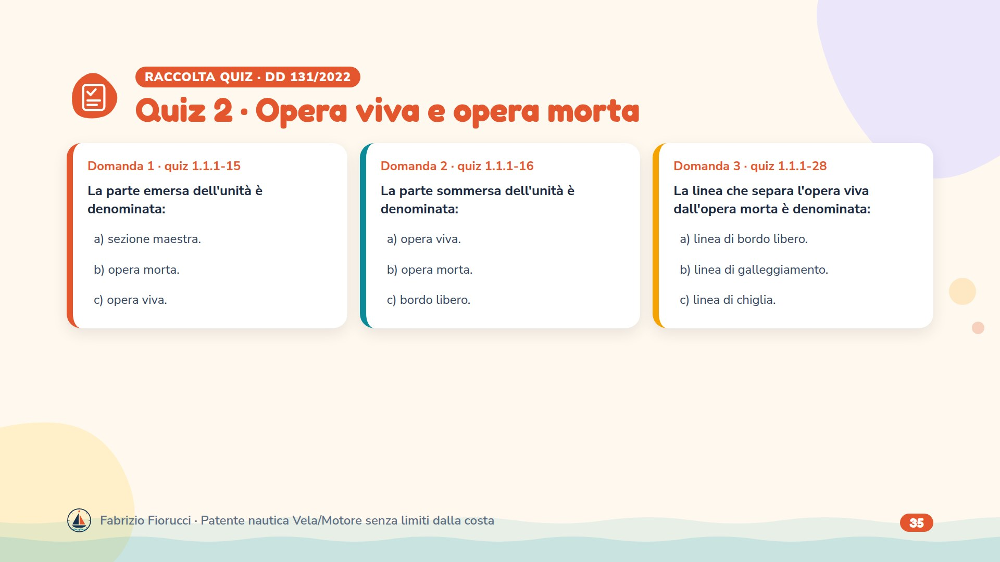 RACCOLTA QUIZ · DD 131/2022
Quiz 2 · Opera viva e opera morta
Domanda 1 · quiz 1.1.1-15
La parte emersa dell'unità è
denominata:
a) sezione maestra.
b) opera morta.
c) opera viva.
Domanda 2 · quiz 1.1.1-16
La parte sommersa dell'unità è
denominata:
a) opera viva.
b) opera morta.
c) bordo libero.
Domanda 3 · quiz 1.1.1-28
La linea che separa l'opera viva
dall'opera morta è denominata:
a) linea di bordo libero.
b) linea di galleggiamento.
c) linea di chiglia.
Fabrizio Fiorucci · Patente nautica Vela/Motore senza limiti dalla costa
35